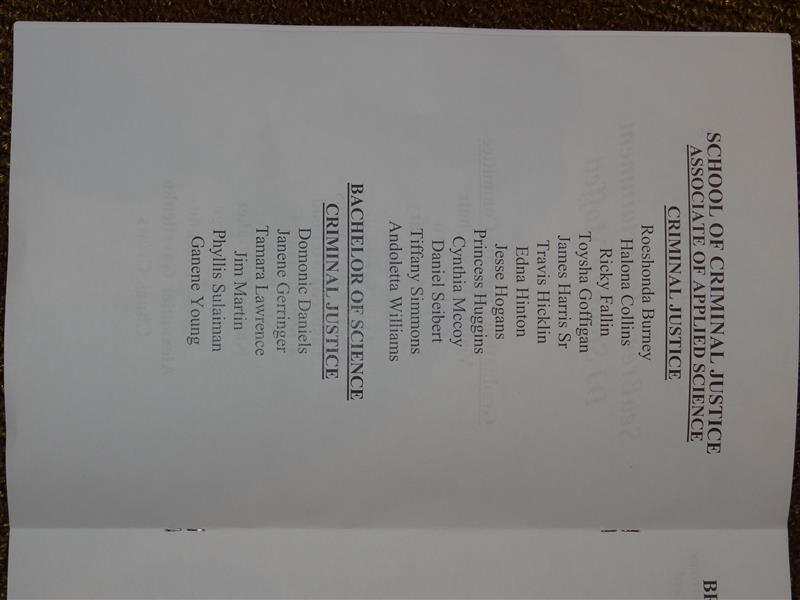 SCHOOL OF CRIMINAL JUSTICE
ASSOCIATE OF APPLIED SCIENCE
CRIMINAL JUSTICE
Roeshonda Burney
Halona Collins
Ricky Fallin
Toysha Goffigan
James Harris Sr
Travis Hicklin
Edna Hinton
Jesse Hogans
Princess Huggins
Cynthia Mccoy
Daniel Seibert
Tiffany Simmons
Andoletta Williams
BACHELOR OF SCIENCE
CRIMINAL JUSTICE
Domonic Daniels
Janene Gerringer
Tamara Lawrence
Jim Martin
Phyllis Sulaiman
Ganene Young